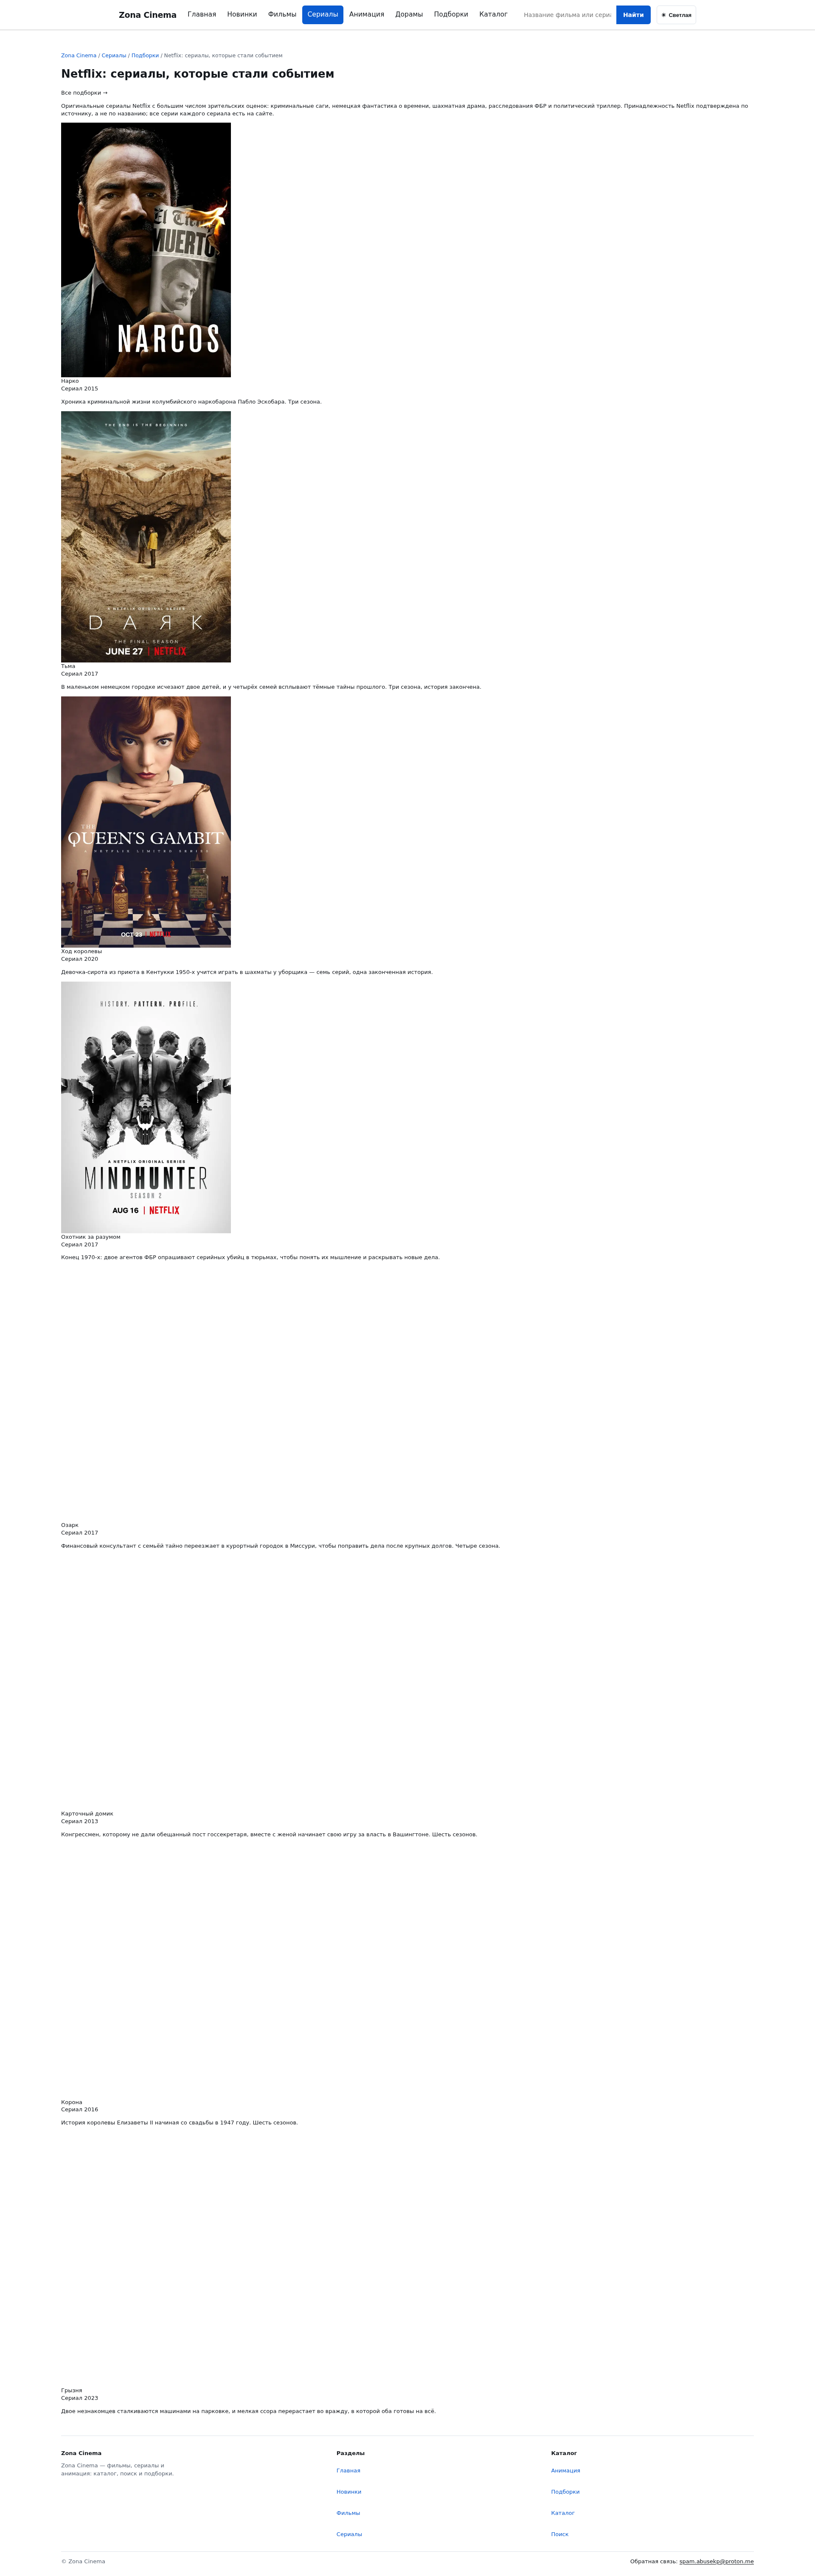 Zona Cinema Главная Новинки Фильмы Сериалы Анимация Дорамы Подборки Каталог Название фильма или сери Найти ☀ Светлая
Zona Cinema / Сериалы / Подборки / Netflix: сериалы, которые стали событием
Netflix: сериалы, которые стали событием
Все подборки →
Оригинальные сериалы Netflix с большим числом зрительских оценок: криминальные саги, немецкая фантастика о времени, шахматная драма, расследования ФБР и политический триллер. Принадлежность Netflix подтверждена по
источнику, а не по названию; все серии каждого сериала есть на сайте.
El
MUERTO
NARCOS
Нарко
Сериал 2015
Хроника криминальной жизни колумбийского наркобарона Пабло Эскобара. Три сезона.
THE END IS THE BEGINNING
A NETFLIX ORIGINAL SERIES
DAЯK
THE FINAL SEASON
JUNE 27 | NETFLIX
Тьма
Сериал 2017
В маленьком немецком городке исчезают двое детей, и у четырёх семей всплывают тёмные тайны прошлого. Три сезона, история закончена.
THE
QUEEN'S GAMBIT
A NETFLIX LIMITED SERIES
OCT 23 | NETFLIX
Ход королевы
Сериал 2020
Девочка-сирота из приюта в Кентукки 1950-х учится играть в шахматы у уборщика — семь серий, одна законченная история.
HISTORY. PATTERN. PROFILE.
A NETFLIX ORIGINAL SERIES
MINDHUNTER
SEASON 2
AUG 16 | NETFLIX
Охотник за разумом
Сериал 2017
Конец 1970-х: двое агентов ФБР опрашивают серийных убийц в тюрьмах, чтобы понять их мышление и раскрывать новые дела.
Озарк
Сериал 2017
Финансовый консультант с семьёй тайно переезжает в курортный городок в Миссури, чтобы поправить дела после крупных долгов. Четыре сезона.
Карточный домик
Сериал 2013
Конгрессмен, которому не дали обещанный пост госсекретаря, вместе с женой начинает свою игру за власть в Вашингтоне. Шесть сезонов.
Корона
Сериал 2016
История королевы Елизаветы II начиная со свадьбы в 1947 году. Шесть сезонов.
Грызня
Сериал 2023
Двое незнакомцев сталкиваются машинами на парковке, и мелкая ссора перерастает во вражду, в которой оба готовы на всё.
Zona Cinema
Zona Cinema — фильмы, сериалы и
анимация: каталог, поиск и подборки.
Разделы
Главная
Новинки
Фильмы
Сериалы
Каталог
Анимация
Подборки
Каталог
Поиск
© Zona Cinema
Обратная связь: spam.abusekp@proton.me